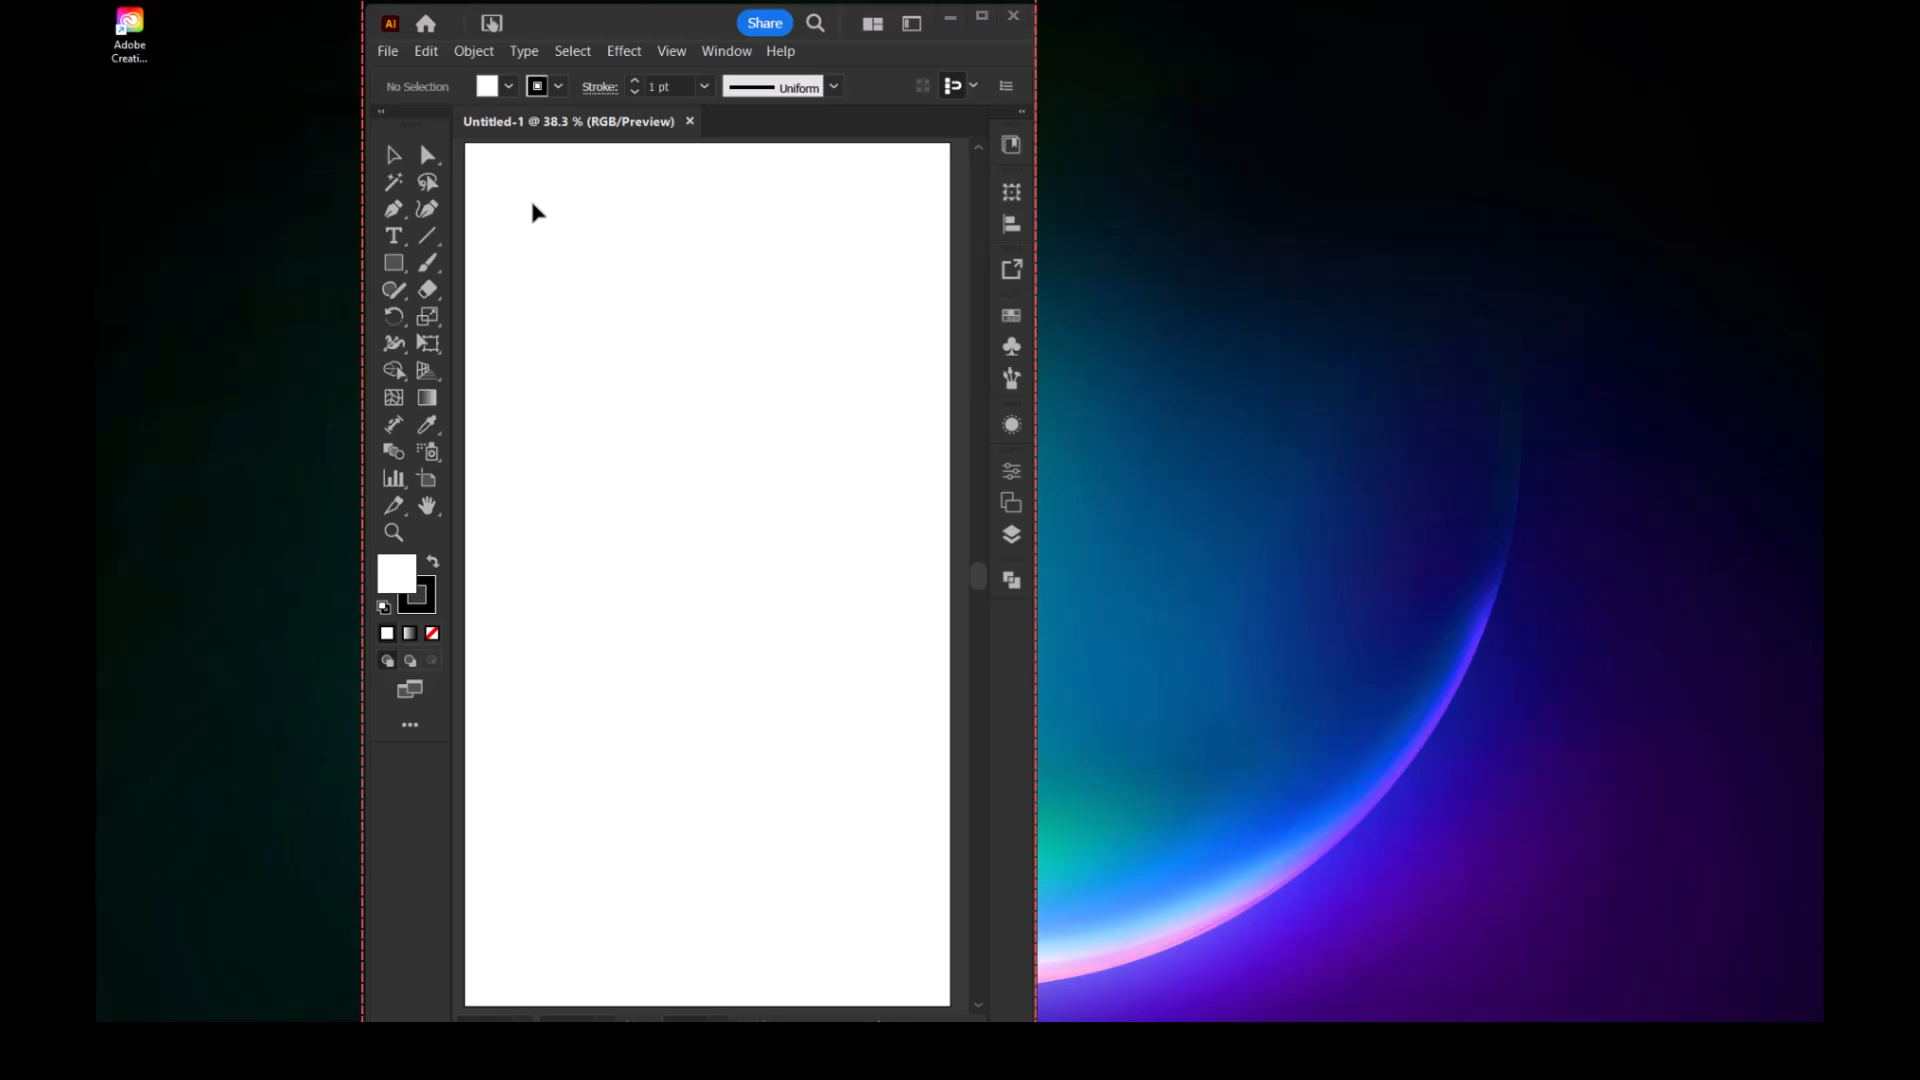 Adobe
Creati...
Ai
Share
File Edit Object Type Select Effect View Window Help
No Selection Stroke: 1 pt Uniform
Untitled-1 @ 38.3 % (RGB/Preview) ×